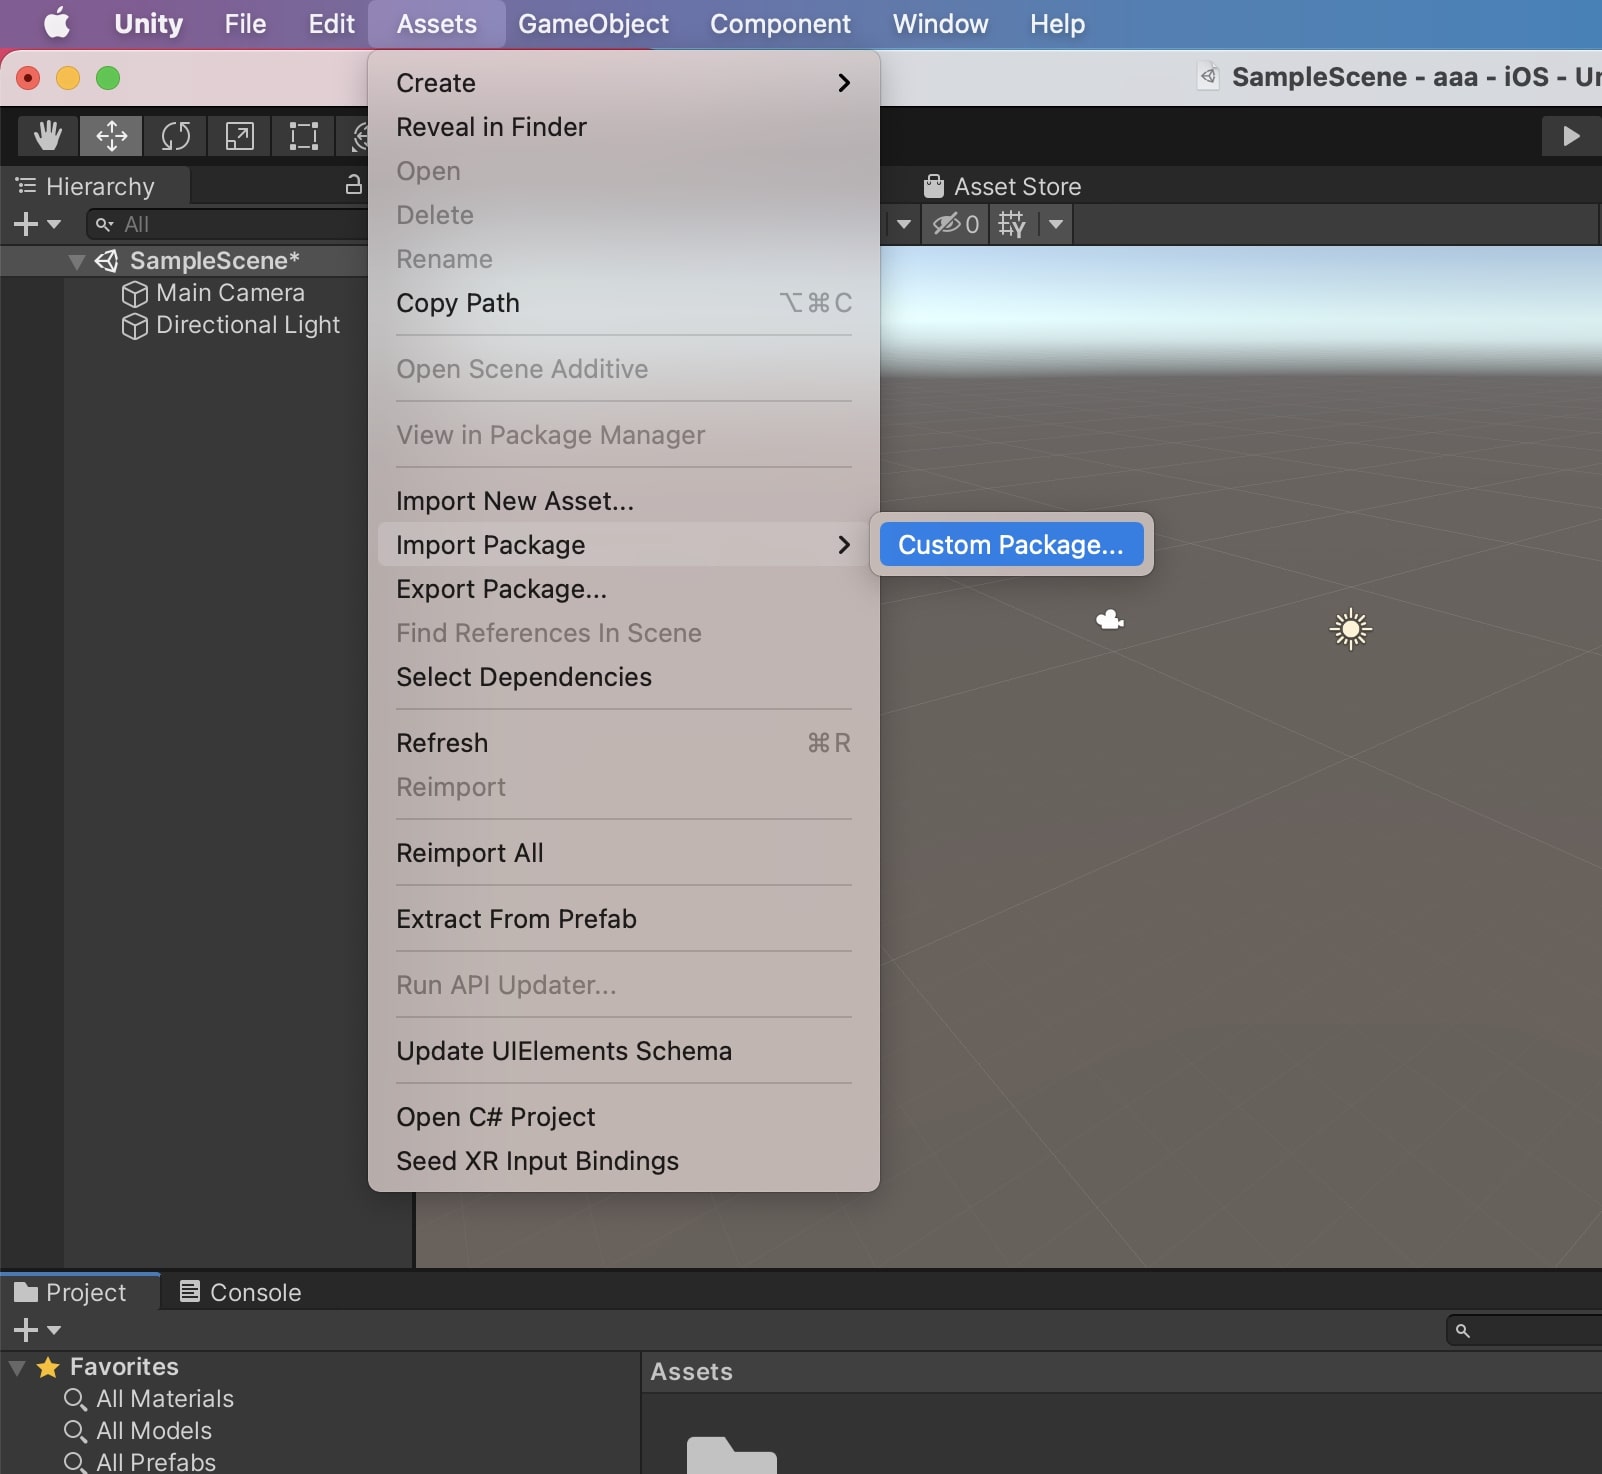 Unity File Edit Assets GameObject Component Window Help
SampleScene - aaa - iOS - Un
Create
Reveal in Finder
Open
Delete
Rename
Copy Path ⌥⌘C
Open Scene Additive
View in Package Manager
Import New Asset...
Import Package
Custom Package...
Export Package...
Find References In Scene
Select Dependencies
Refresh ⌘R
Reimport
Reimport All
Extract From Prefab
Run API Updater...
Update UIElements Schema
Open C# Project
Seed XR Input Bindings
Hierarchy
All
SampleScene*
Main Camera
Directional Light
Asset Store
0
Y
Project Console
Favorites
All Materials
All Models
All Prefabs
Assets